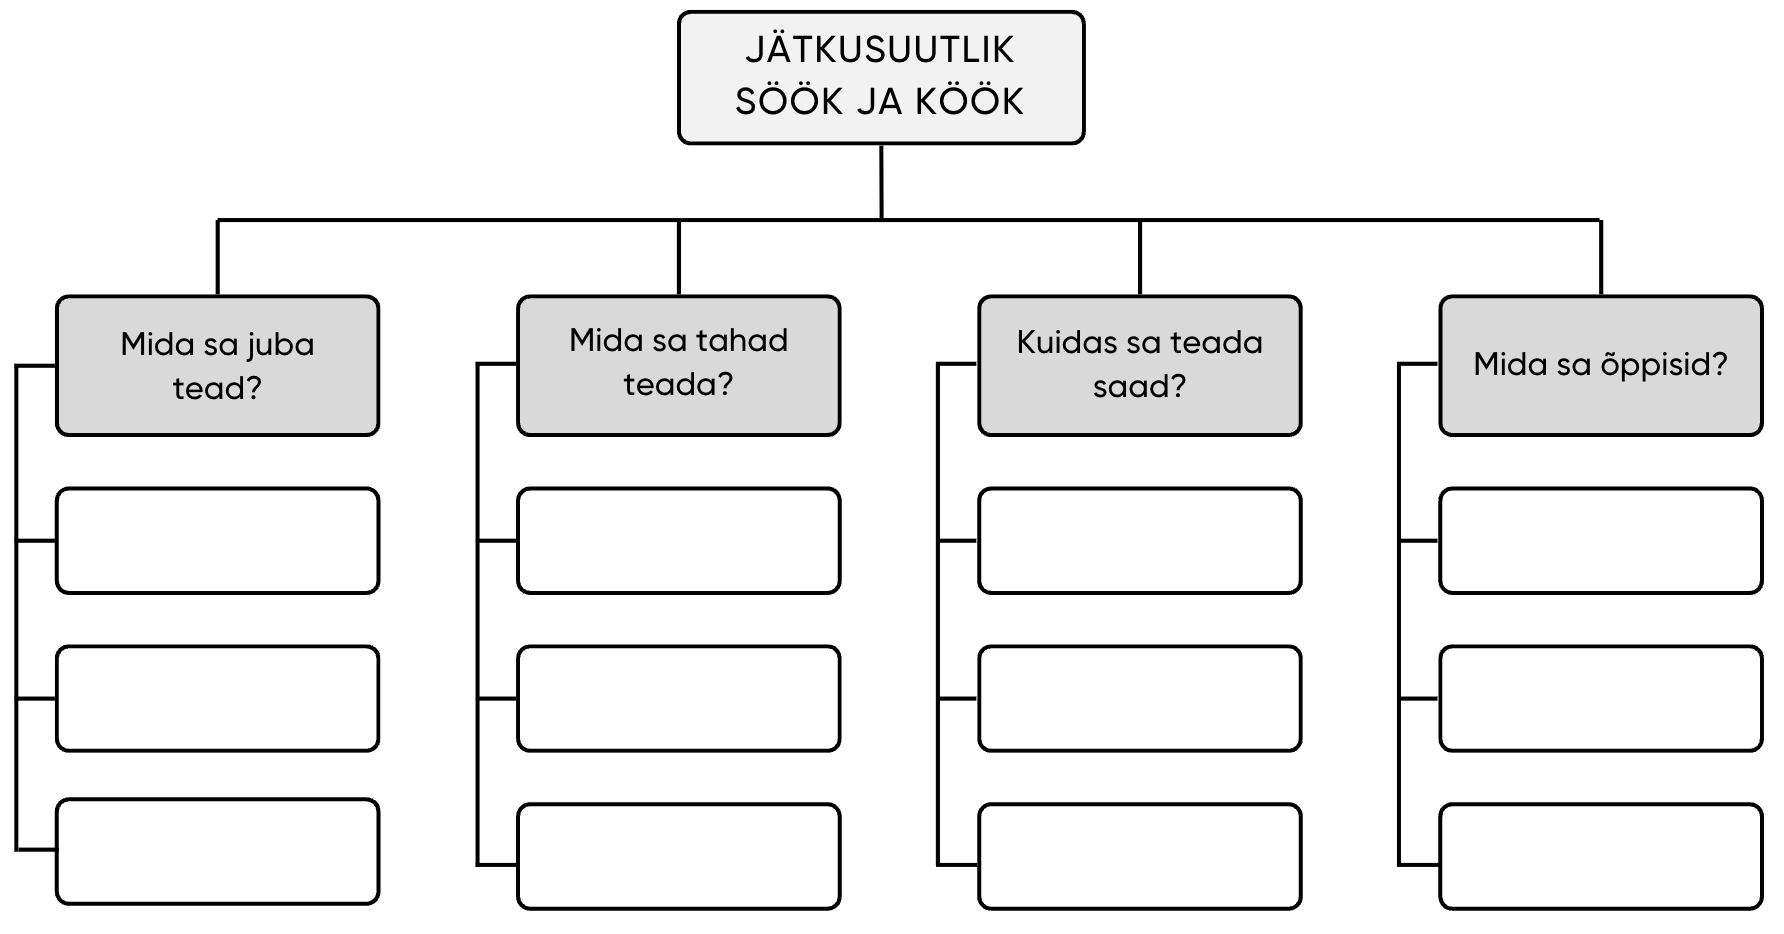 JÄTKUSUUTLIK
SÖÖK JA KÖÖK
Mida sa juba
tead?
Mida sa tahad
teada?
Kuidas sa teada
saad?
Mida sa õppisid?